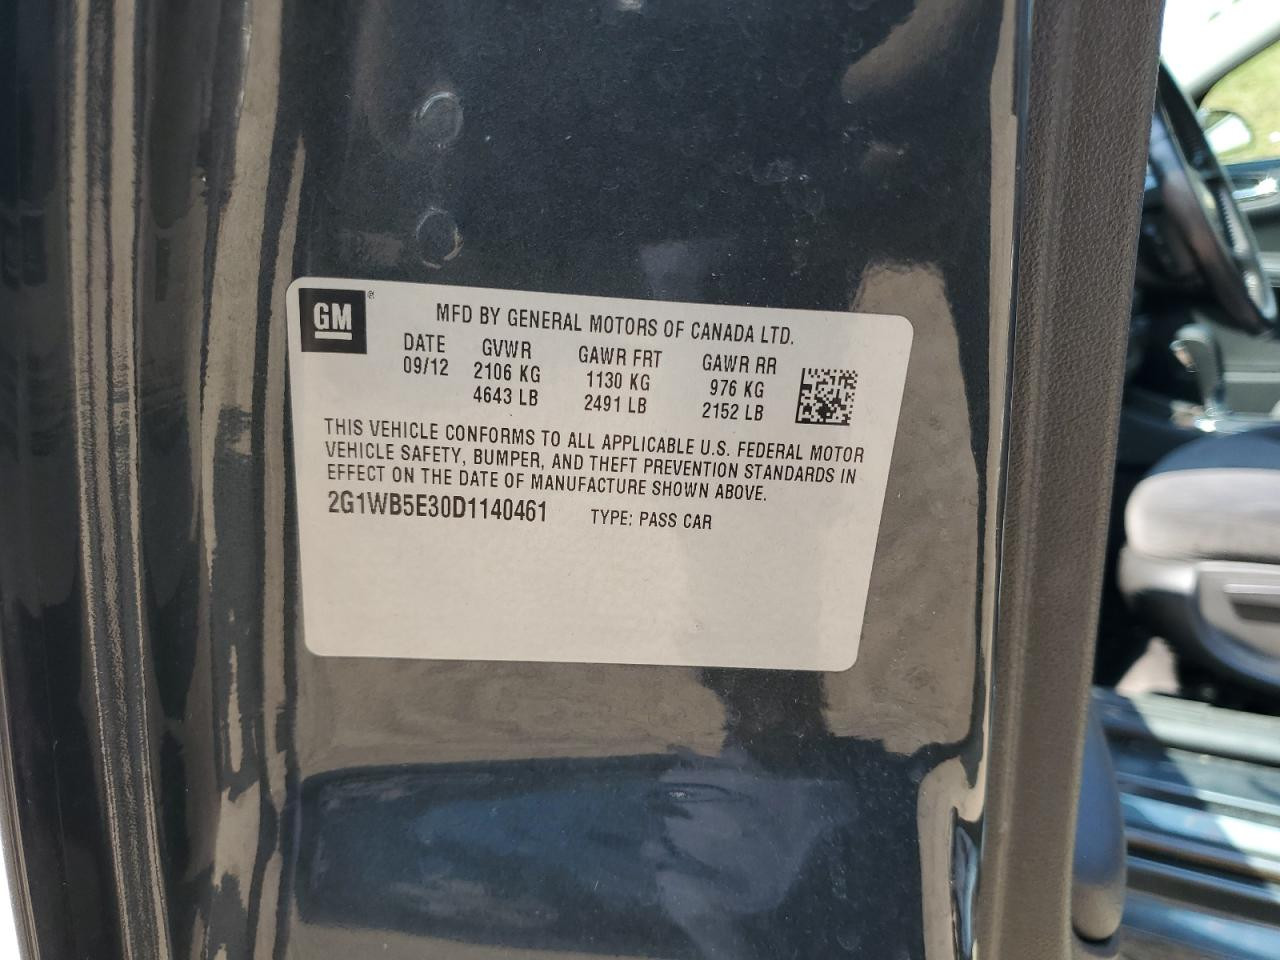 GM ®
MFD BY GENERAL MOTORS OF CANADA LTD.
DATE GVWR GAWR FRT GAWR RR
09/12 2106 KG 1130 KG 976 KG
4643 LB 2491 LB 2152 LB
THIS VEHICLE CONFORMS TO ALL APPLICABLE U.S. FEDERAL MOTOR
VEHICLE SAFETY, BUMPER, AND THEFT PREVENTION STANDARDS IN
EFFECT ON THE DATE OF MANUFACTURE SHOWN ABOVE.
2G1WB5E30D1140461 TYPE: PASS CAR